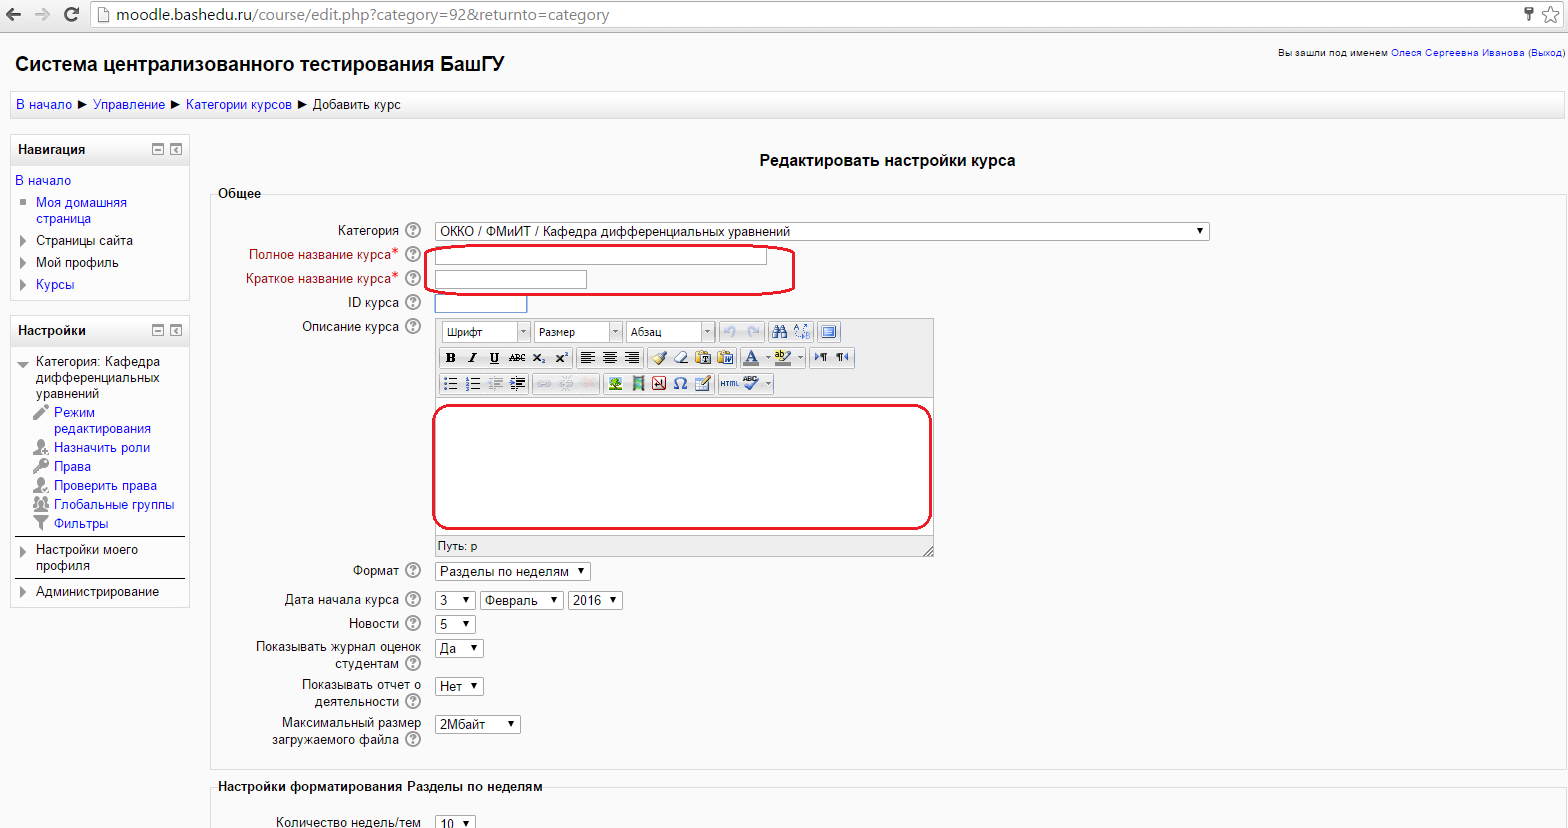 moodle.bashedu.ru/course/edit.php?category=92&returnto=category
Вы зашли под именем Олеся Сергеевна Иванова (Выход)
Система централизованного тестирования БашГУ
В начало ► Управление ► Категории курсов ► Добавить курс
Навигация
В начало
Моя домашняя
страница
Страницы сайта
Мой профиль
Курсы
Настройки
Категория: Кафедра
дифференциальных
уравнений
Режим
редактирования
Назначить роли
Права
Проверить права
Глобальные группы
Фильтры
Настройки моего
профиля
Администрирование
Редактировать настройки курса
Общее
Категория ОККО / ФМиИТ / Кафедра дифференциальных уравнений
Полное название курса*
Краткое название курса*
ID курса
Описание курса
Шрифт Размер Абзац
B I U ABC X₂ X²
HTML ABC
Путь: p
Формат Разделы по неделям
Дата начала курса 3 Февраль 2016
Новости 5
Показывать журнал оценок
студентам Да
Показывать отчет о
деятельности Нет
Максимальный размер
загружаемого файла 2Мбайт
Настройки форматирования Разделы по неделям
Количество недель/тем 10